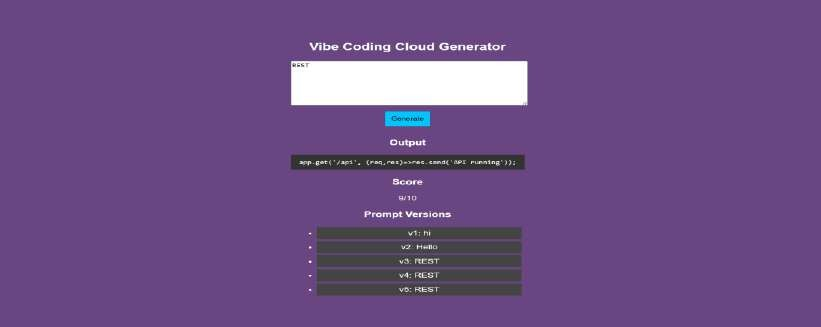 Vibe Coding Cloud Generator
REST
Generate
Output
app.get('/api', (req,res)=>res.send('API running'));
Score
9/10
Prompt Versions
v1: hi
v2: Hello
v3: REST
v4: REST
v5: REST